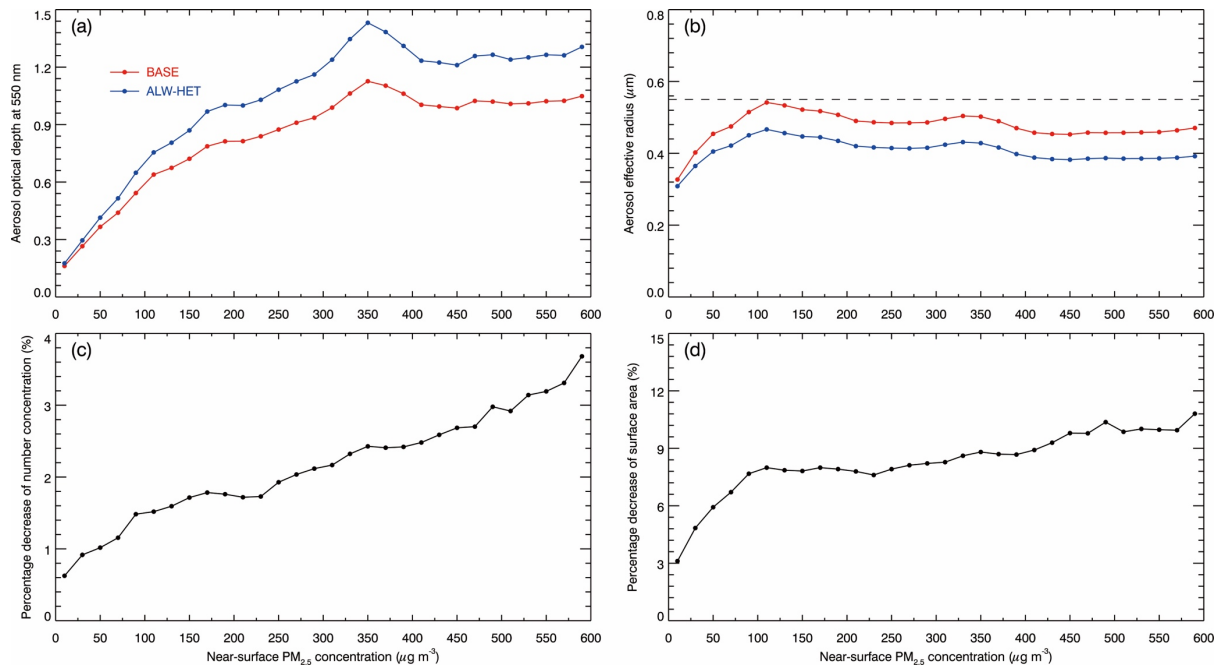 (a)
BASE
ALW-HET
Aerosol optical depth at 550 nm
1.5
1.2
0.9
0.6
0.3
0.0
0 50 100 150 200 250 300 350 400 450 500 550 600
(b)
Aerosol effective radius (μm)
0.8
0.6
0.4
0.2
0.0
0 50 100 150 200 250 300 350 400 450 500 550 600
(c)
Percentage decrease of number concentration (%)
4
3
2
1
0
0 50 100 150 200 250 300 350 400 450 500 550 600
Near-surface PM2.5 concentration (μg m-3)
(d)
Percentage decrease of surface area (%)
15
12
9
6
3
0
0 50 100 150 200 250 300 350 400 450 500 550 600
Near-surface PM2.5 concentration (μg m-3)